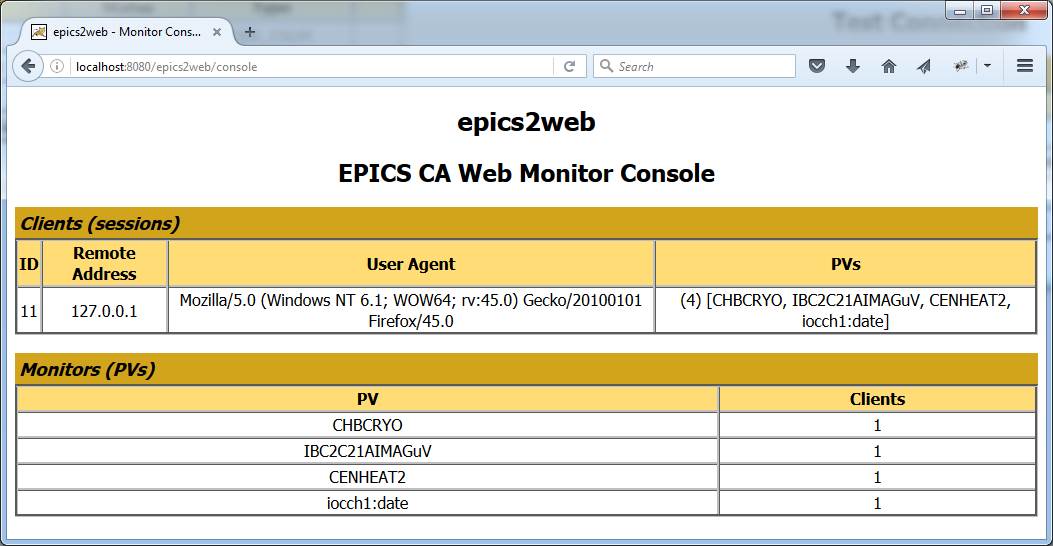 epics2web - Monitor Cons...
localhost:8080/epics2web/console
Search
epics2web
EPICS CA Web Monitor Console
Clients (sessions)
ID
Remote
Address
User Agent
PVs
11
127.0.0.1
Mozilla/5.0 (Windows NT 6.1; WOW64; rv:45.0) Gecko/20100101
Firefox/45.0
(4) [CHBCRYO, IBC2C21AIMAGuV, CENHEAT2,
iocch1:date]
Monitors (PVs)
PV Clients
CHBCRYO 1
IBC2C21AIMAGuV 1
CENHEAT2 1
iocch1:date 1